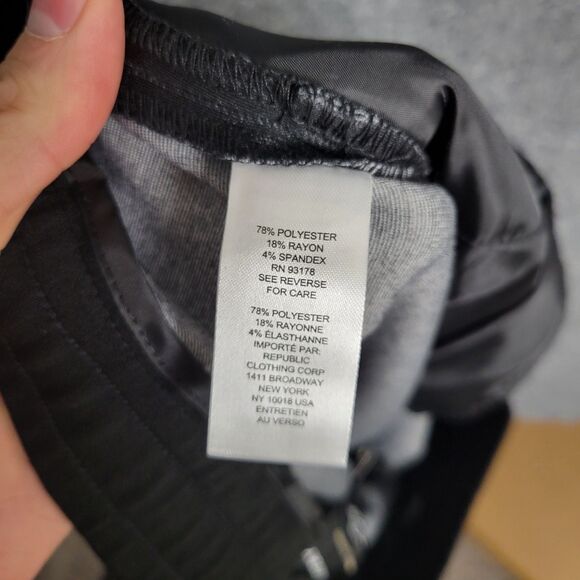 78% POLYESTER
18% RAYON
4% SPANDEX
RN 93178
SEE REVERSE
FOR CARE
78% POLYESTER
18% RAYONNE
4% ÉLASTHANNE
IMPORTÉ PAR:
REPUBLIC
CLOTHING CORP
1411 BROADWAY
NEW YORK
NY 10018 USA
ENTRETIEN
AU VERSO